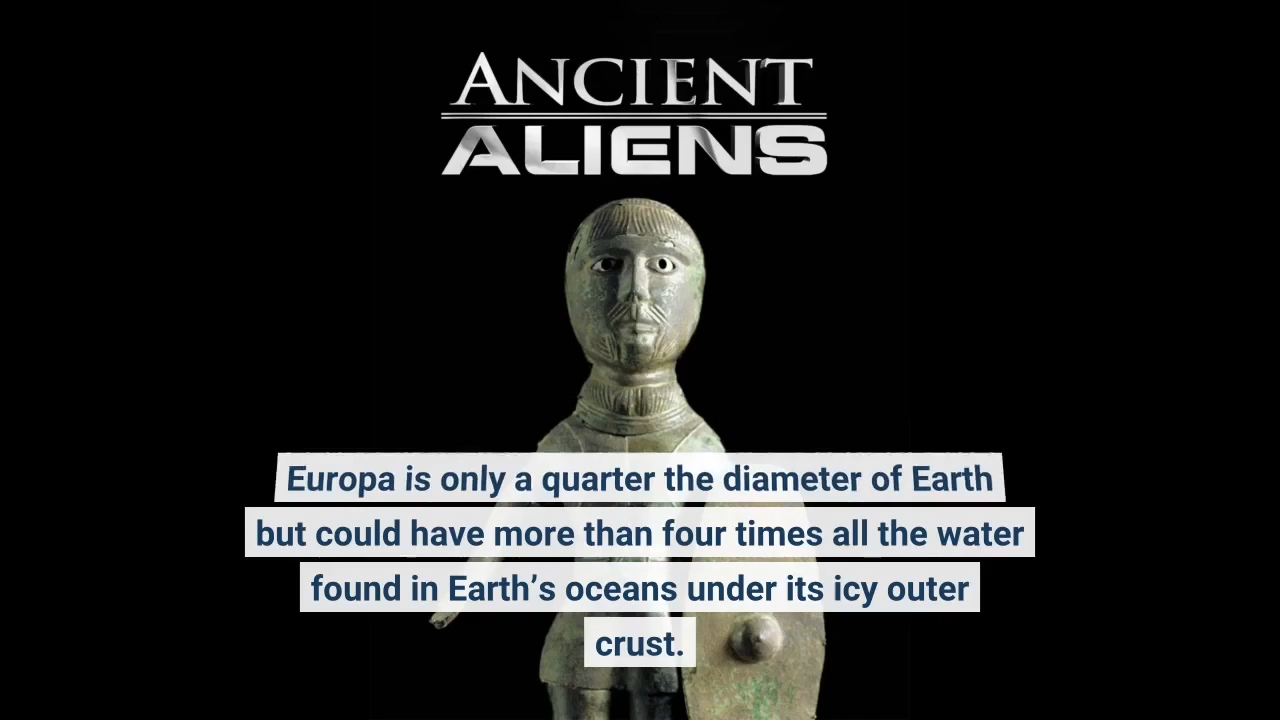 ANCIENT
ALIENS
Europa is only a quarter the diameter of Earth
but could have more than four times all the water
found in Earth’s oceans under its icy outer
crust.